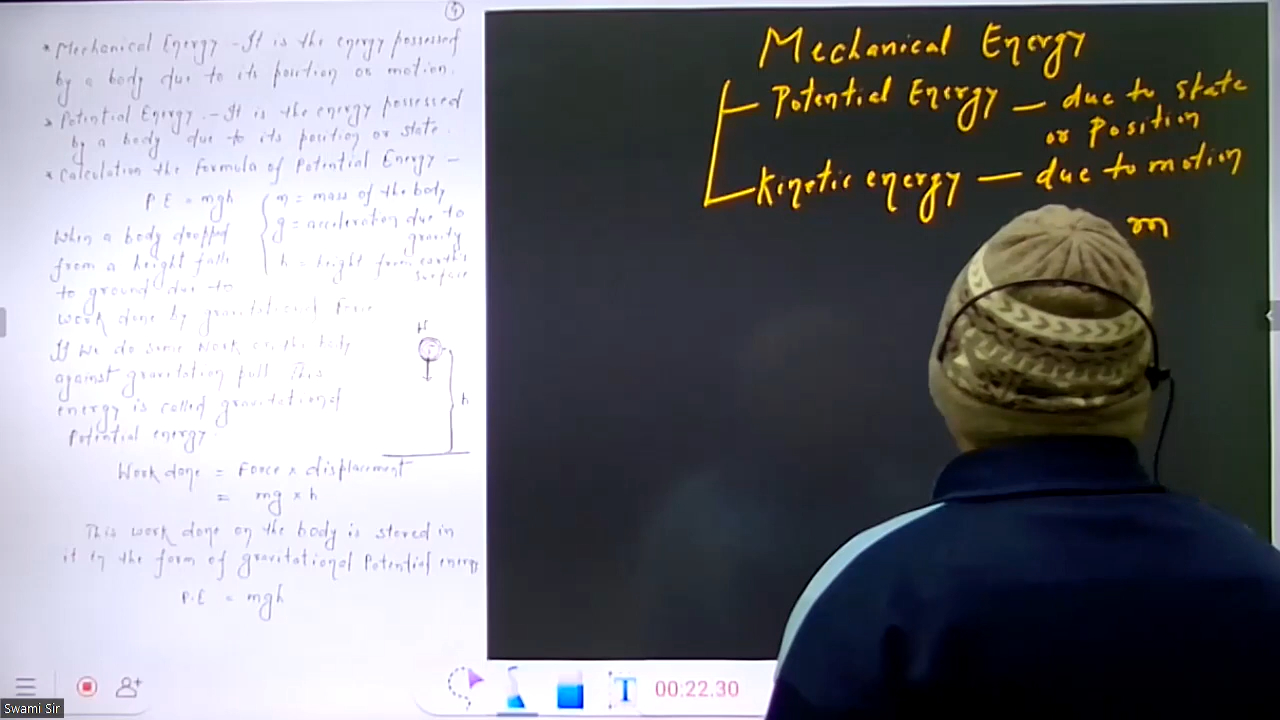 4
* Mechanical Energy - It is the energy possessed
by a body due to its position or motion.
* Potential Energy. - It is the energy possessed
by a body due to its position or state.
* Calculation the formula of Potential Energy -
P.E = mgh
m = mass of the body
g = acceleration due to
gravity
h = height from earth's
surface
When a body dropped
from a height falls
to ground due to
work done by gravitational Force
If we do some work on the body
against gravitation pull This
energy is called gravitational
Potential energy.
h
Work done = Force x displacement
= mg x h
This work done on the body is stored in
it in the form of gravitational Potential energy
P.E = mgh
Mechanical Energy
Potential Energy — due to state
or Position
Kinetic energy — due to motion
m
T
00:22.30
Swami Sir